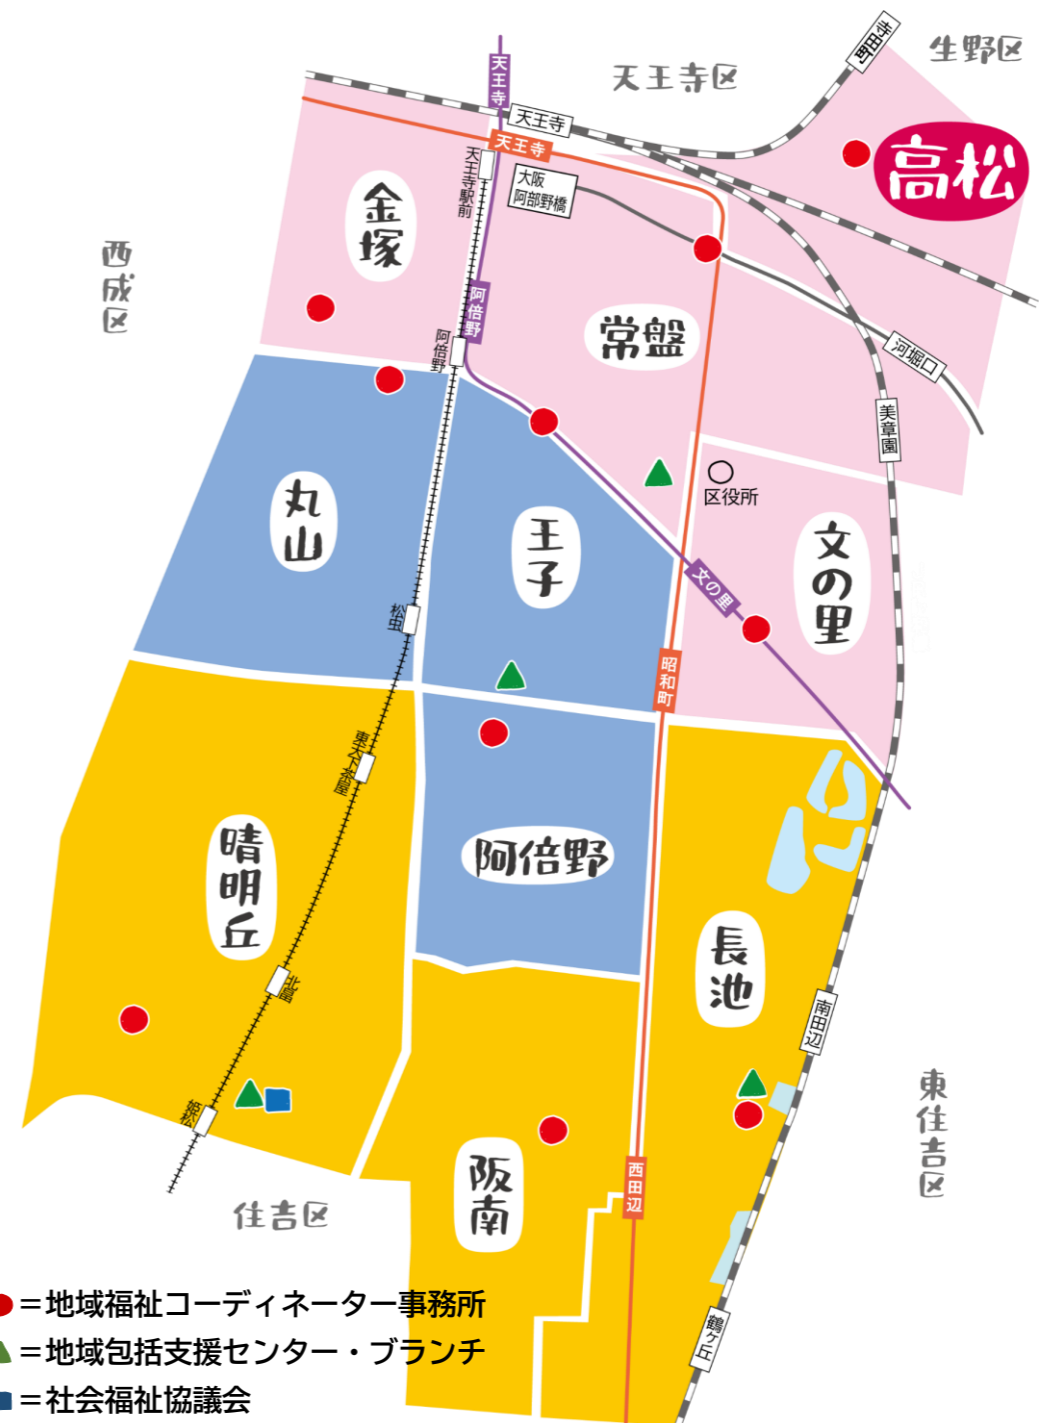 生野区
寺田町
天王寺区
天王寺
天王寺
天王寺
高松
天王寺駅前
大阪
阿部野橋
金塚
西成区
阿倍野
阿倍野
常盤
河堀口
美章園
区役所
丸山
王子
文の里
文の里
松虫
昭和町
東天下茶屋
晴明丘
阿倍野
長池
北畠
南田辺
姫松
東住吉区
阪南
西田辺
住吉区
鶴ヶ丘
=地域福祉コーディネーター事務所
=地域包括支援センター・ブランチ
=社会福祉協議会